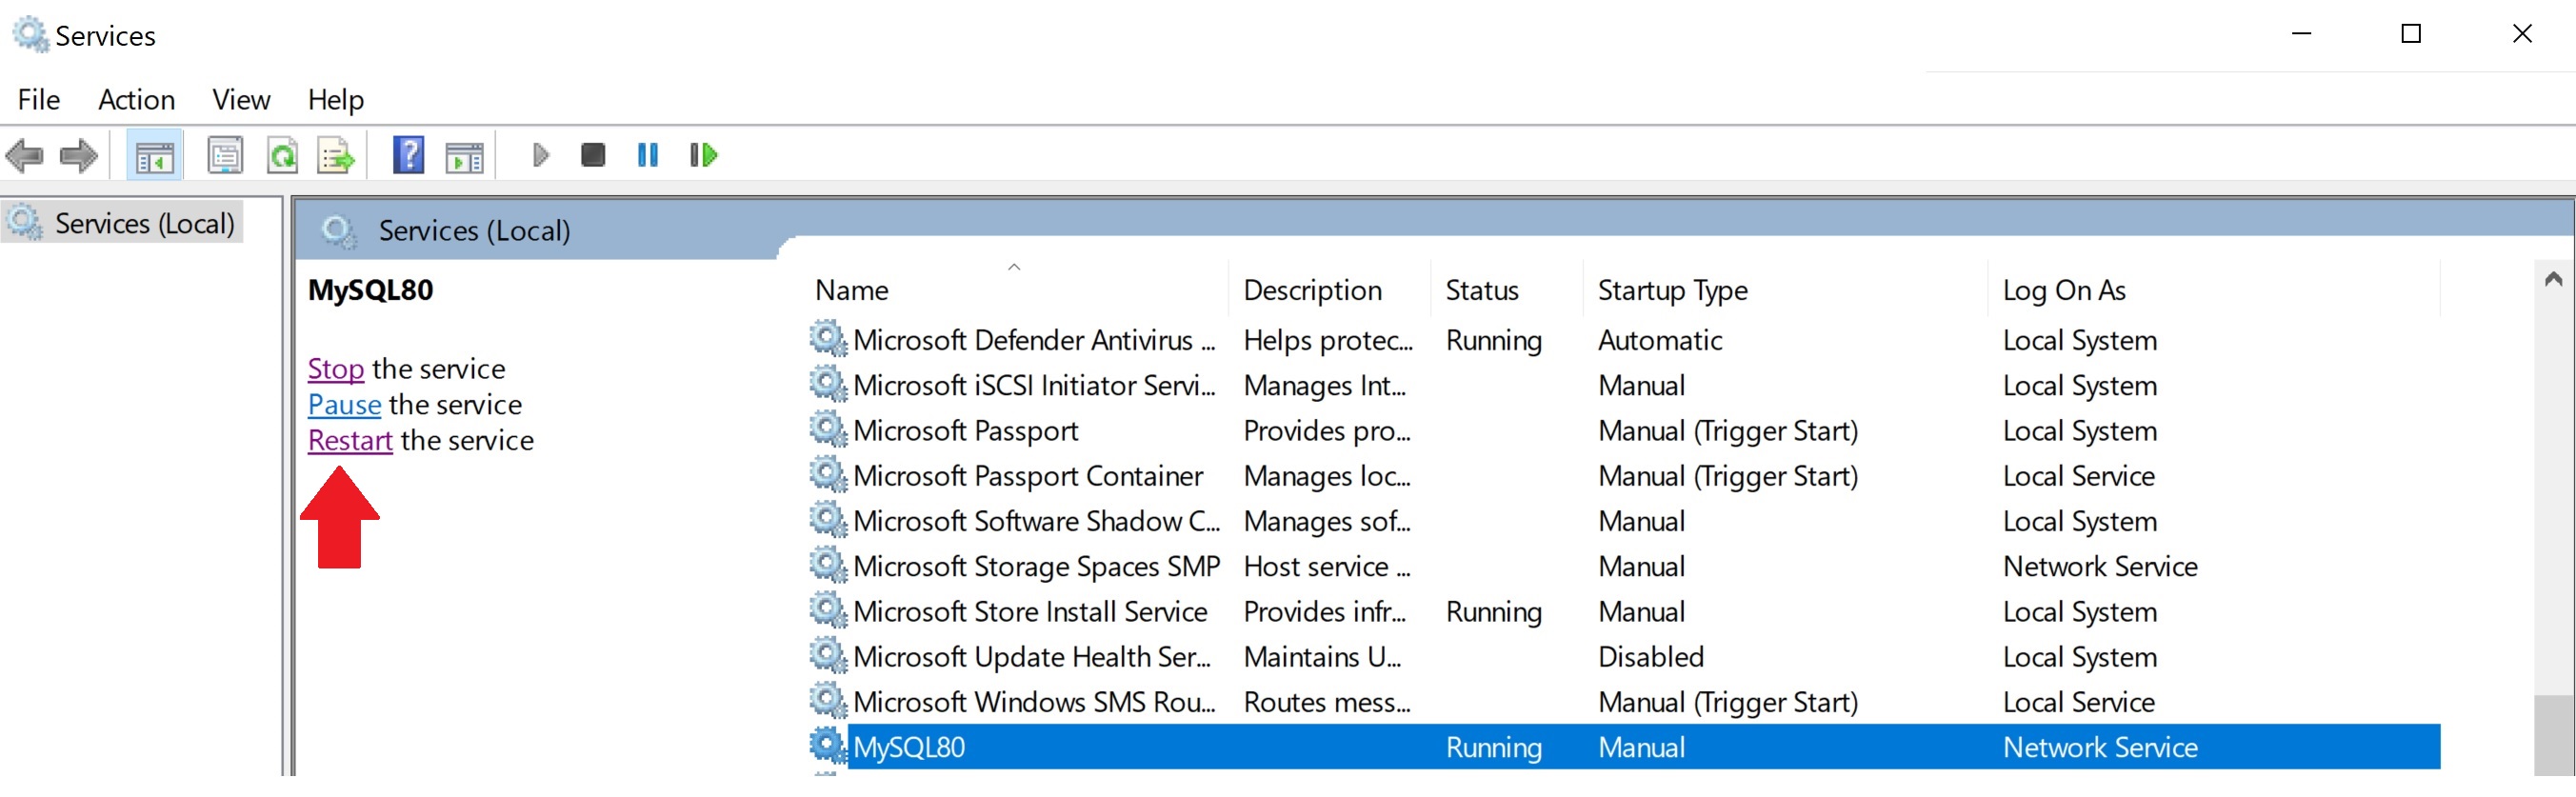 Services
File Action View Help
Services (Local)
Services (Local)
MySQL80
Stop the service
Pause the service
Restart the service
Name Description Status Startup Type Log On As
Microsoft Defender Antivirus ... Helps protec... Running Automatic Local System
Microsoft iSCSI Initiator Servi... Manages Int... Manual Local System
Microsoft Passport Provides pro... Manual (Trigger Start) Local System
Microsoft Passport Container Manages loc... Manual (Trigger Start) Local Service
Microsoft Software Shadow C... Manages sof... Manual Local System
Microsoft Storage Spaces SMP Host service ... Manual Network Service
Microsoft Store Install Service Provides infr... Running Manual Local System
Microsoft Update Health Ser... Maintains U... Disabled Local System
Microsoft Windows SMS Rou... Routes mess... Manual (Trigger Start) Local Service
MySQL80 Running Manual Network Service